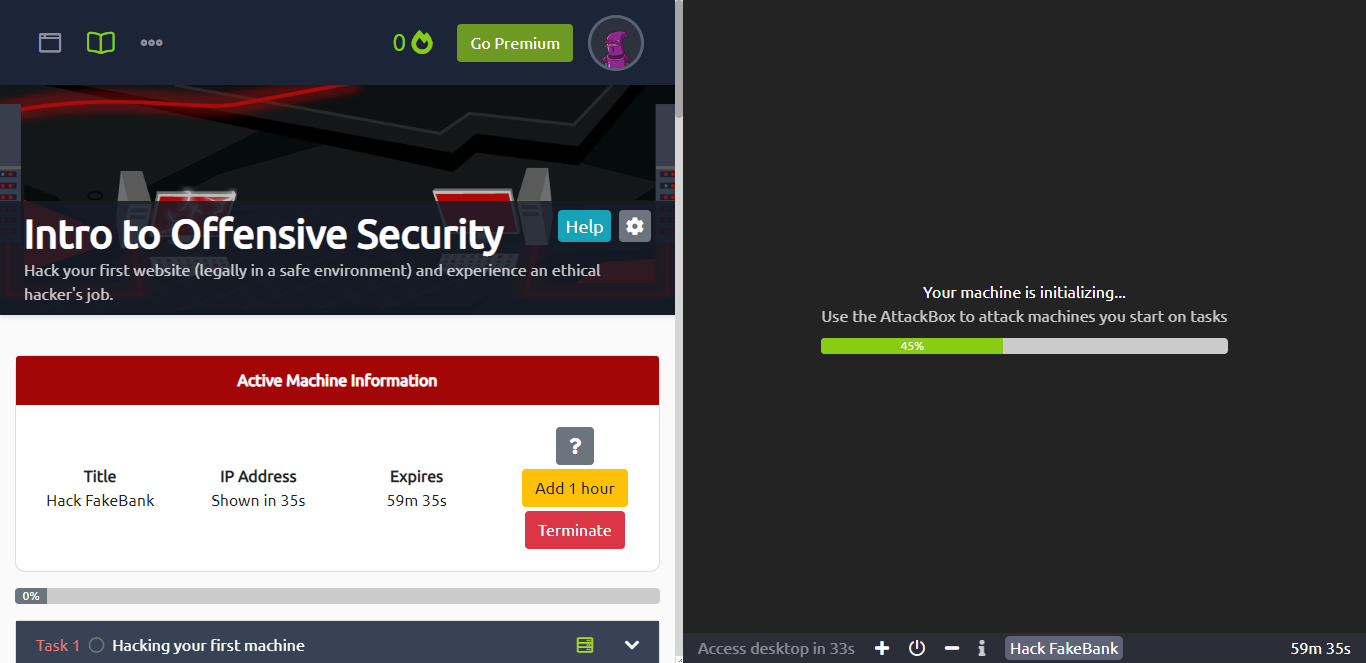 0
Go Premium
Intro to Offensive Security
Help
Hack your first website (legally in a safe environment) and experience an ethical
hacker's job.
Active Machine Information
?
Title
IP Address
Expires
Hack FakeBank
Shown in 35s
59m 35s
Add 1 hour
Terminate
0%
Task 1
Hacking your first machine
Your machine is initializing...
Use the AttackBox to attack machines you start on tasks
45%
Access desktop in 33s
Hack FakeBank
59m 35s